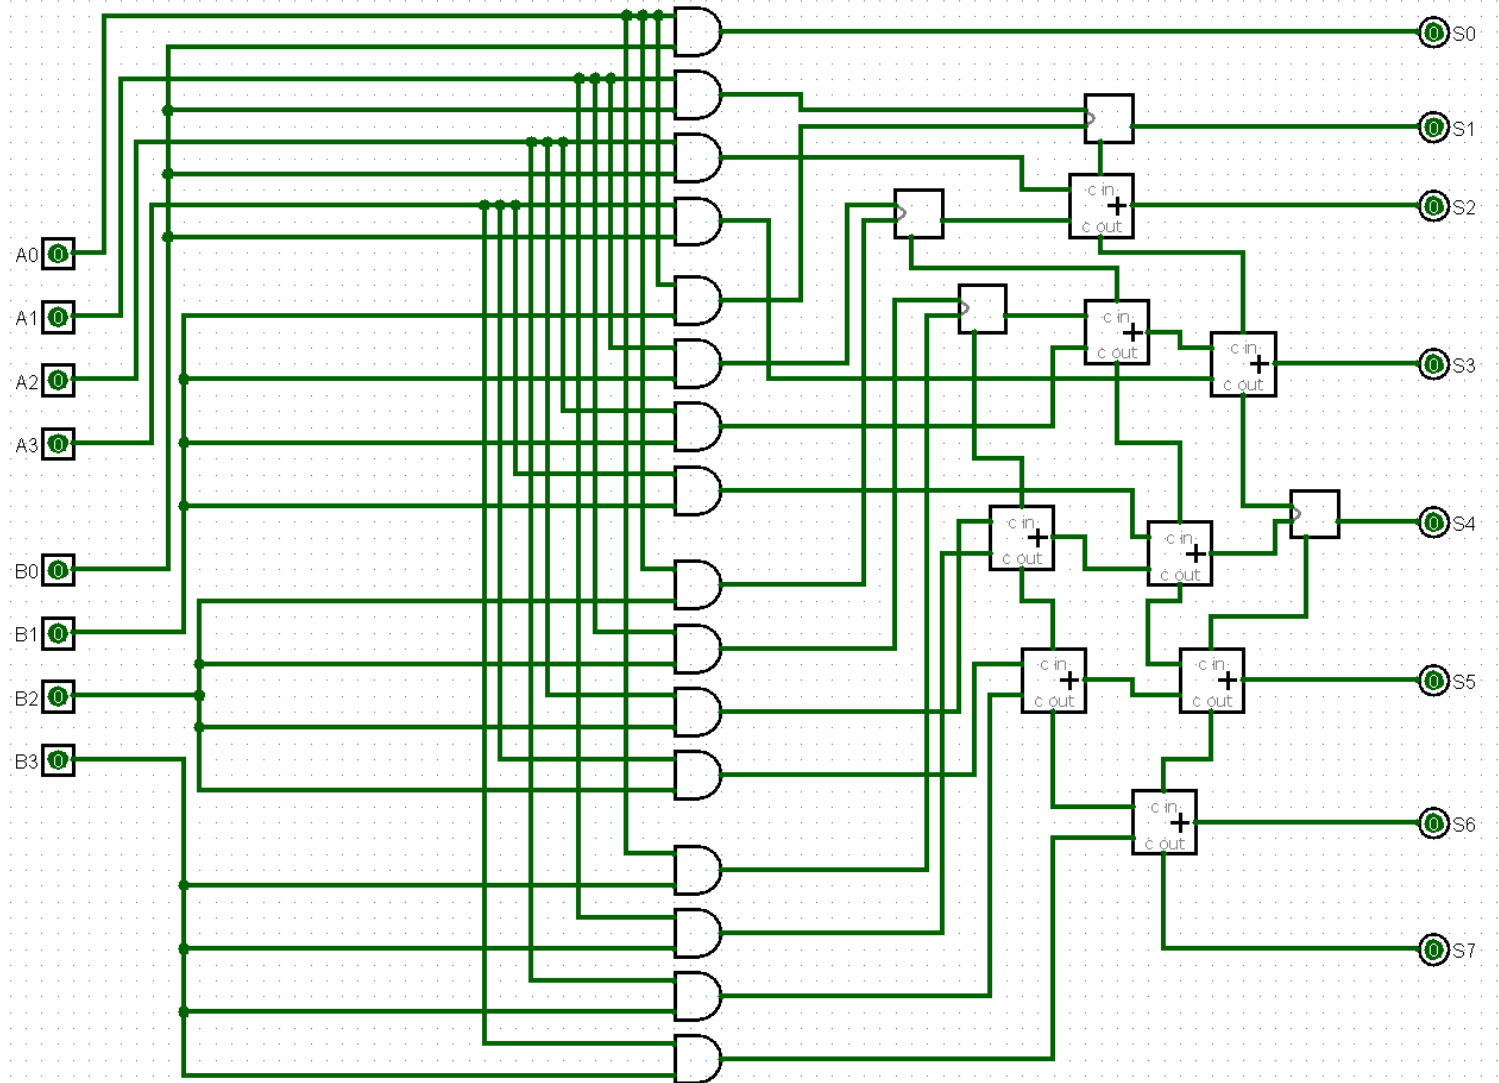 S0
S1
c in
+
c out
S2
c in
+
c out
c in
+
c out
S3
A0 0
A1 0
A2 0
A3 0
c in
+
c out
c in
+
c out
S4
B0 0
B1 0
B2 0
B3 0
c in
+
c out
c in
+
c out
S5
c in
+
c out
S6
S7
0
0
0
0
0
0
0
0